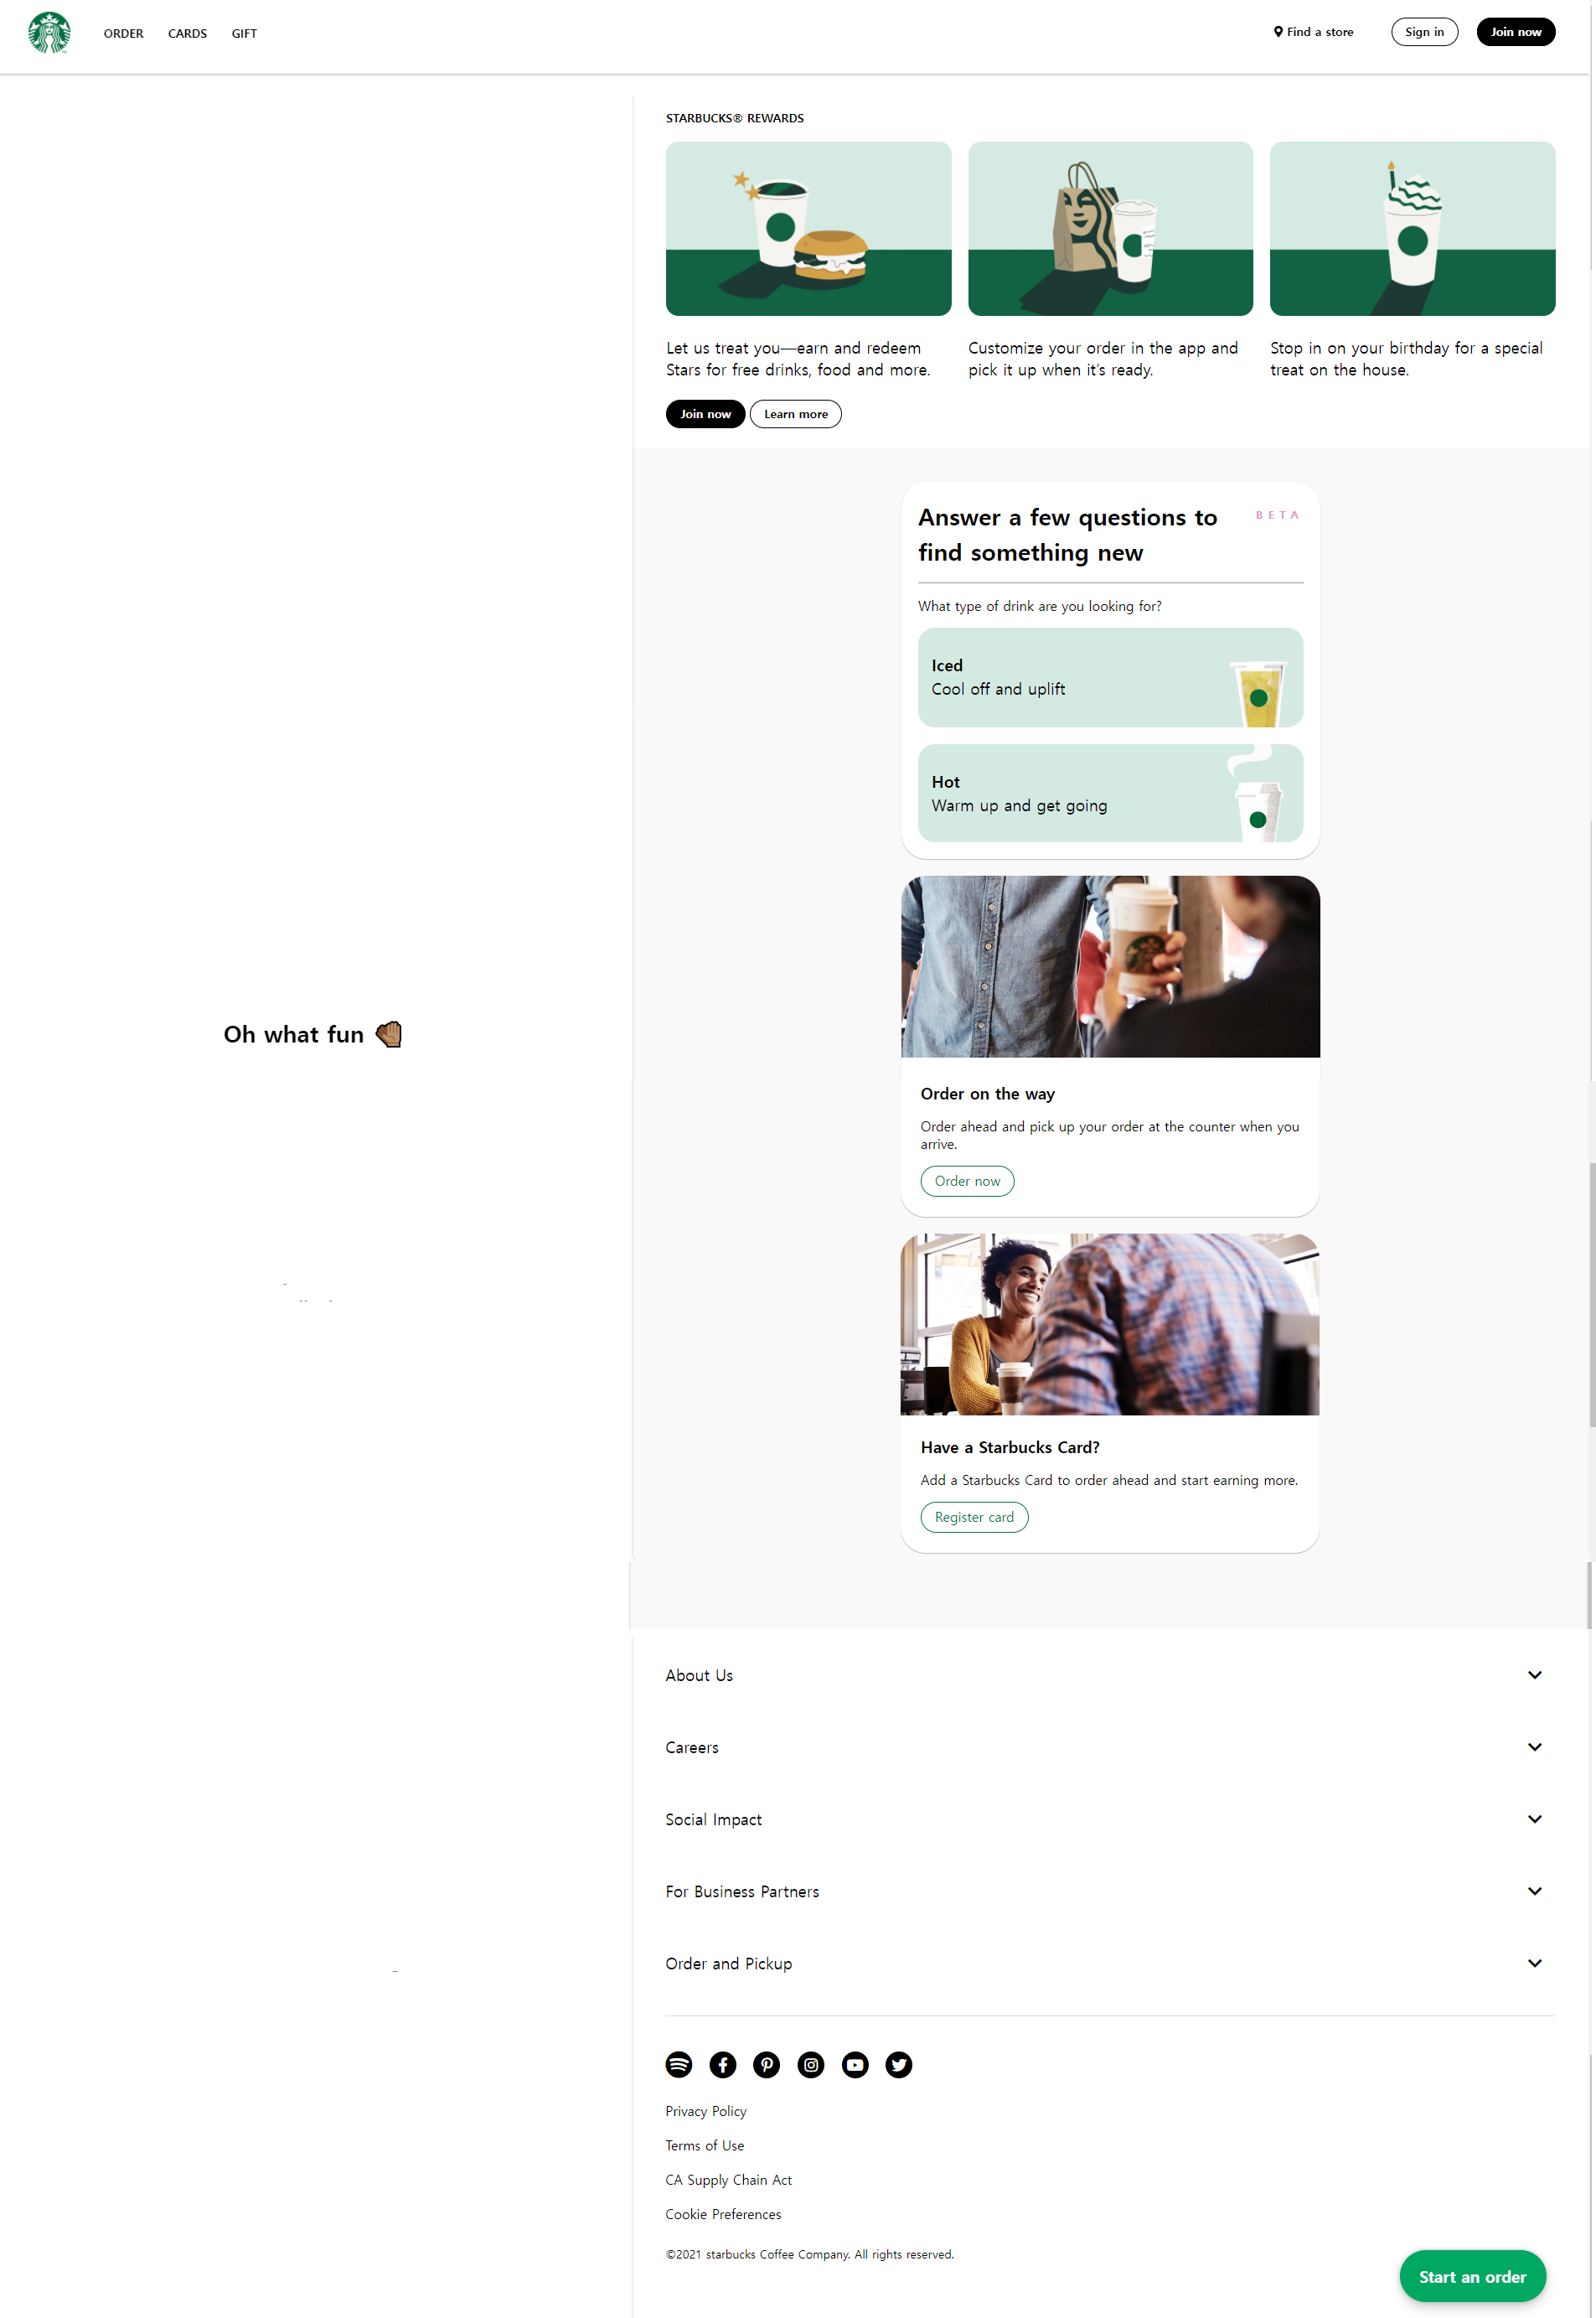 ORDER CARDS GIFT Find a store Sign in Join now
STARBUCKS® REWARDS
Let us treat you—earn and redeem
Stars for free drinks, food and more.
Customize your order in the app and
pick it up when it's ready.
Stop in on your birthday for a special
treat on the house.
Join now Learn more
Answer a few questions to
find something new
BETA
What type of drink are you looking for?
Iced
Cool off and uplift
Hot
Warm up and get going
Oh what fun
Order on the way
Order ahead and pick up your order at the counter when you
arrive.
Order now
Have a Starbucks Card?
Add a Starbucks Card to order ahead and start earning more.
Register card
About Us
Careers
Social Impact
For Business Partners
Order and Pickup
Privacy Policy
Terms of Use
CA Supply Chain Act
Cookie Preferences
©2021 starbucks Coffee Company. All rights reserved.
Start an order